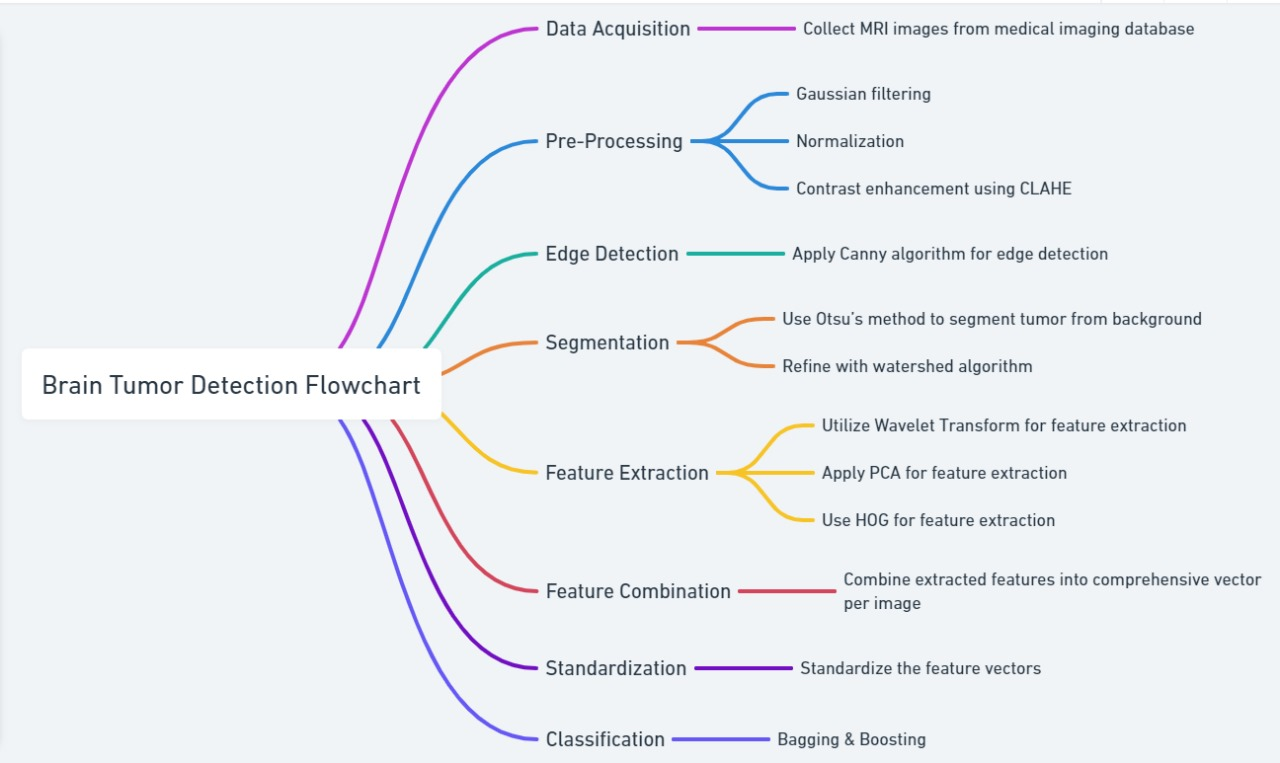 Brain Tumor Detection Flowchart
Data Acquisition
Collect MRI images from medical imaging database
Pre-Processing
Gaussian filtering
Normalization
Contrast enhancement using CLAHE
Edge Detection
Apply Canny algorithm for edge detection
Segmentation
Use Otsu's method to segment tumor from background
Refine with watershed algorithm
Feature Extraction
Utilize Wavelet Transform for feature extraction
Apply PCA for feature extraction
Use HOG for feature extraction
Feature Combination
Combine extracted features into comprehensive vector
per image
Standardization
Standardize the feature vectors
Classification
Bagging & Boosting